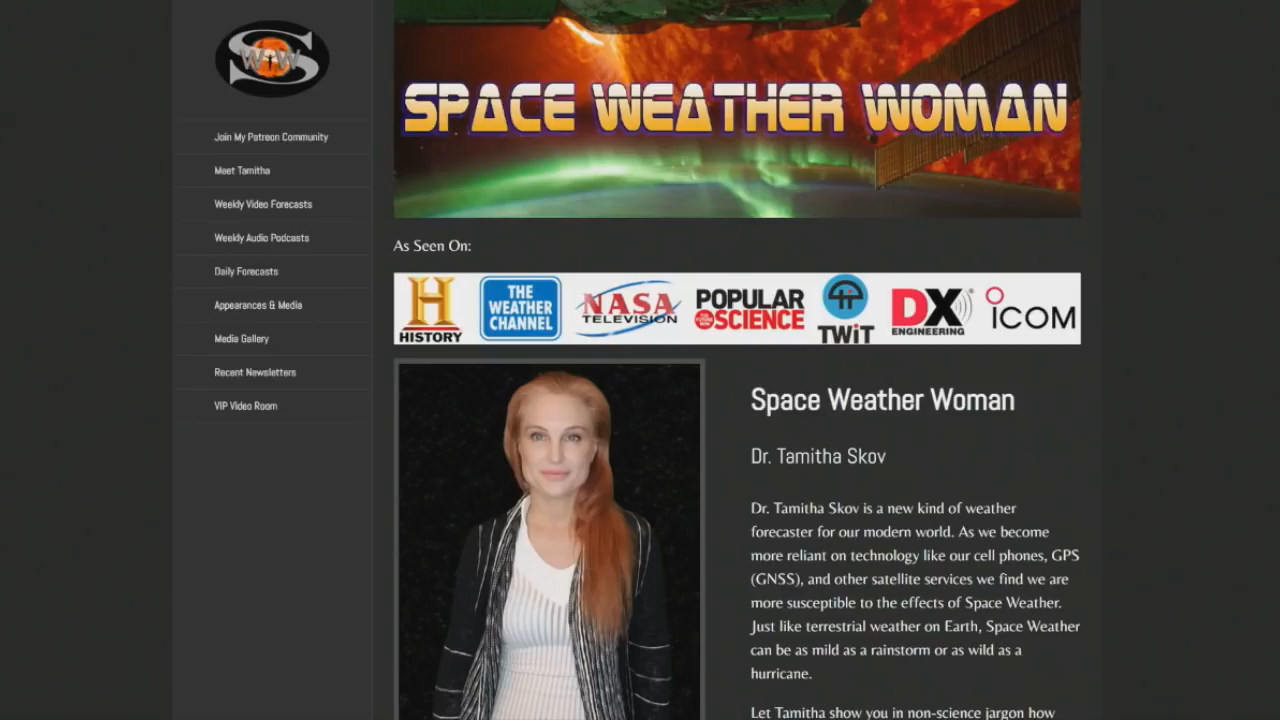 SWW
Join My Patreon Community
Meet Tamitha
Weekly Video Forecasts
Weekly Audio Podcasts
Daily Forecasts
Appearances & Media
Media Gallery
Recent Newsletters
VIP Video Room
SPACE WEATHER WOMAN
As Seen On:
H
HISTORY
THE
WEATHER
CHANNEL
NASA
TELEVISION
POPULAR
SCIENCE
TWiT
DX
ENGINEERING
ICOM
Space Weather Woman
Dr. Tamitha Skov
Dr. Tamitha Skov is a new kind of weather
forecaster for our modern world. As we become
more reliant on technology like our cell phones, GPS
(GNSS), and other satellite services we find we are
more susceptible to the effects of Space Weather.
Just like terrestrial weather on Earth, Space Weather
can be as mild as a rainstorm or as wild as a
hurricane.
Let Tamitha show you in non-science jargon how